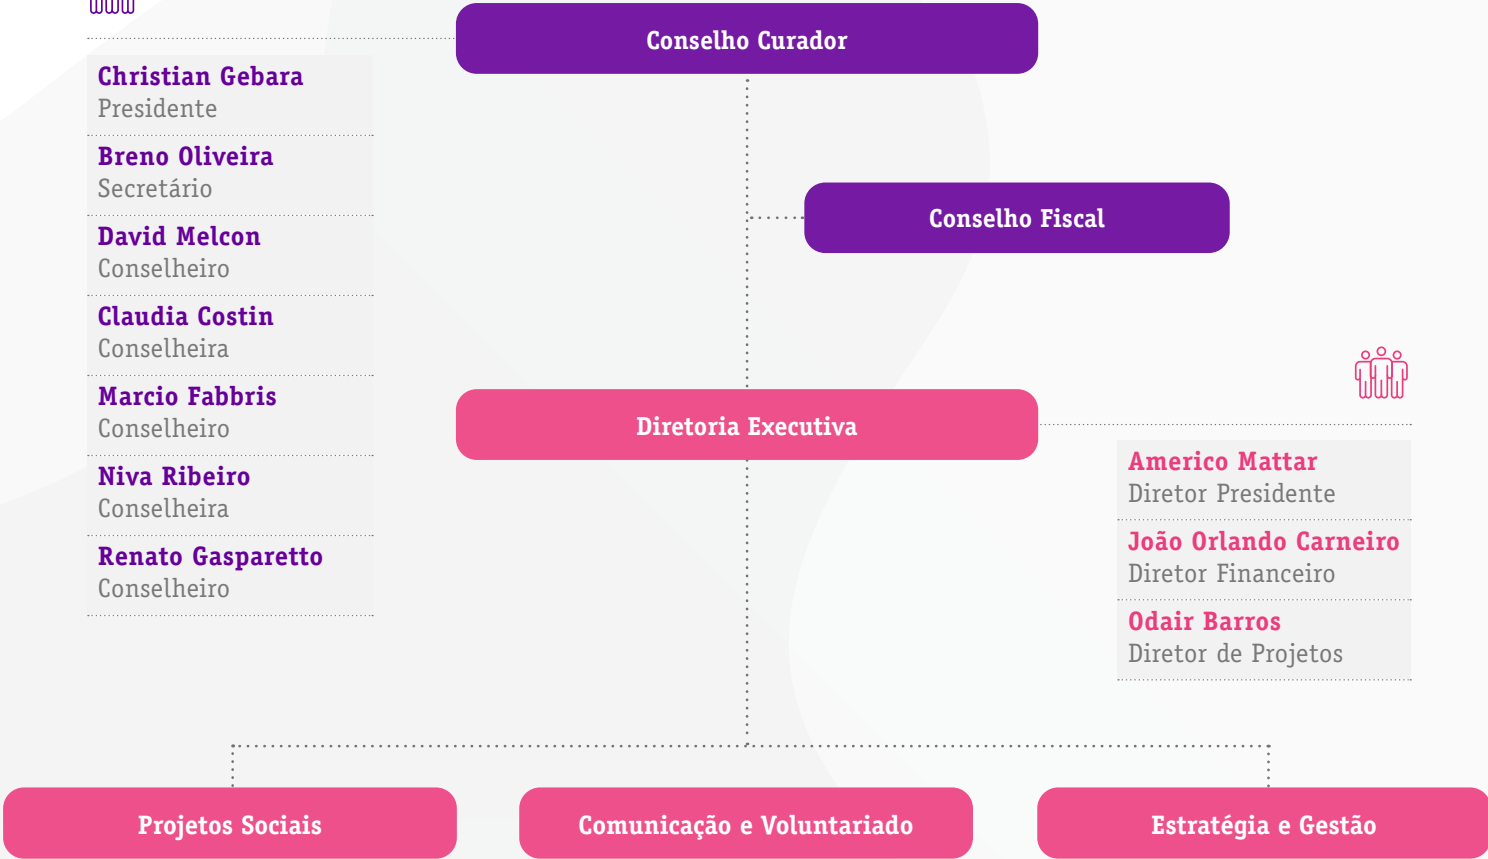 Conselho Curador
Christian Gebara
Presidente
Breno Oliveira
Secretário
David Melcon
Conselheiro
Claudia Costin
Conselheira
Marcio Fabbris
Conselheiro
Niva Ribeiro
Conselheira
Renato Gasparetto
Conselheiro
Conselho Fiscal
Diretoria Executiva
Americo Mattar
Diretor Presidente
João Orlando Carneiro
Diretor Financeiro
Odair Barros
Diretor de Projetos
Projetos Sociais
Comunicação e Voluntariado
Estratégia e Gestão